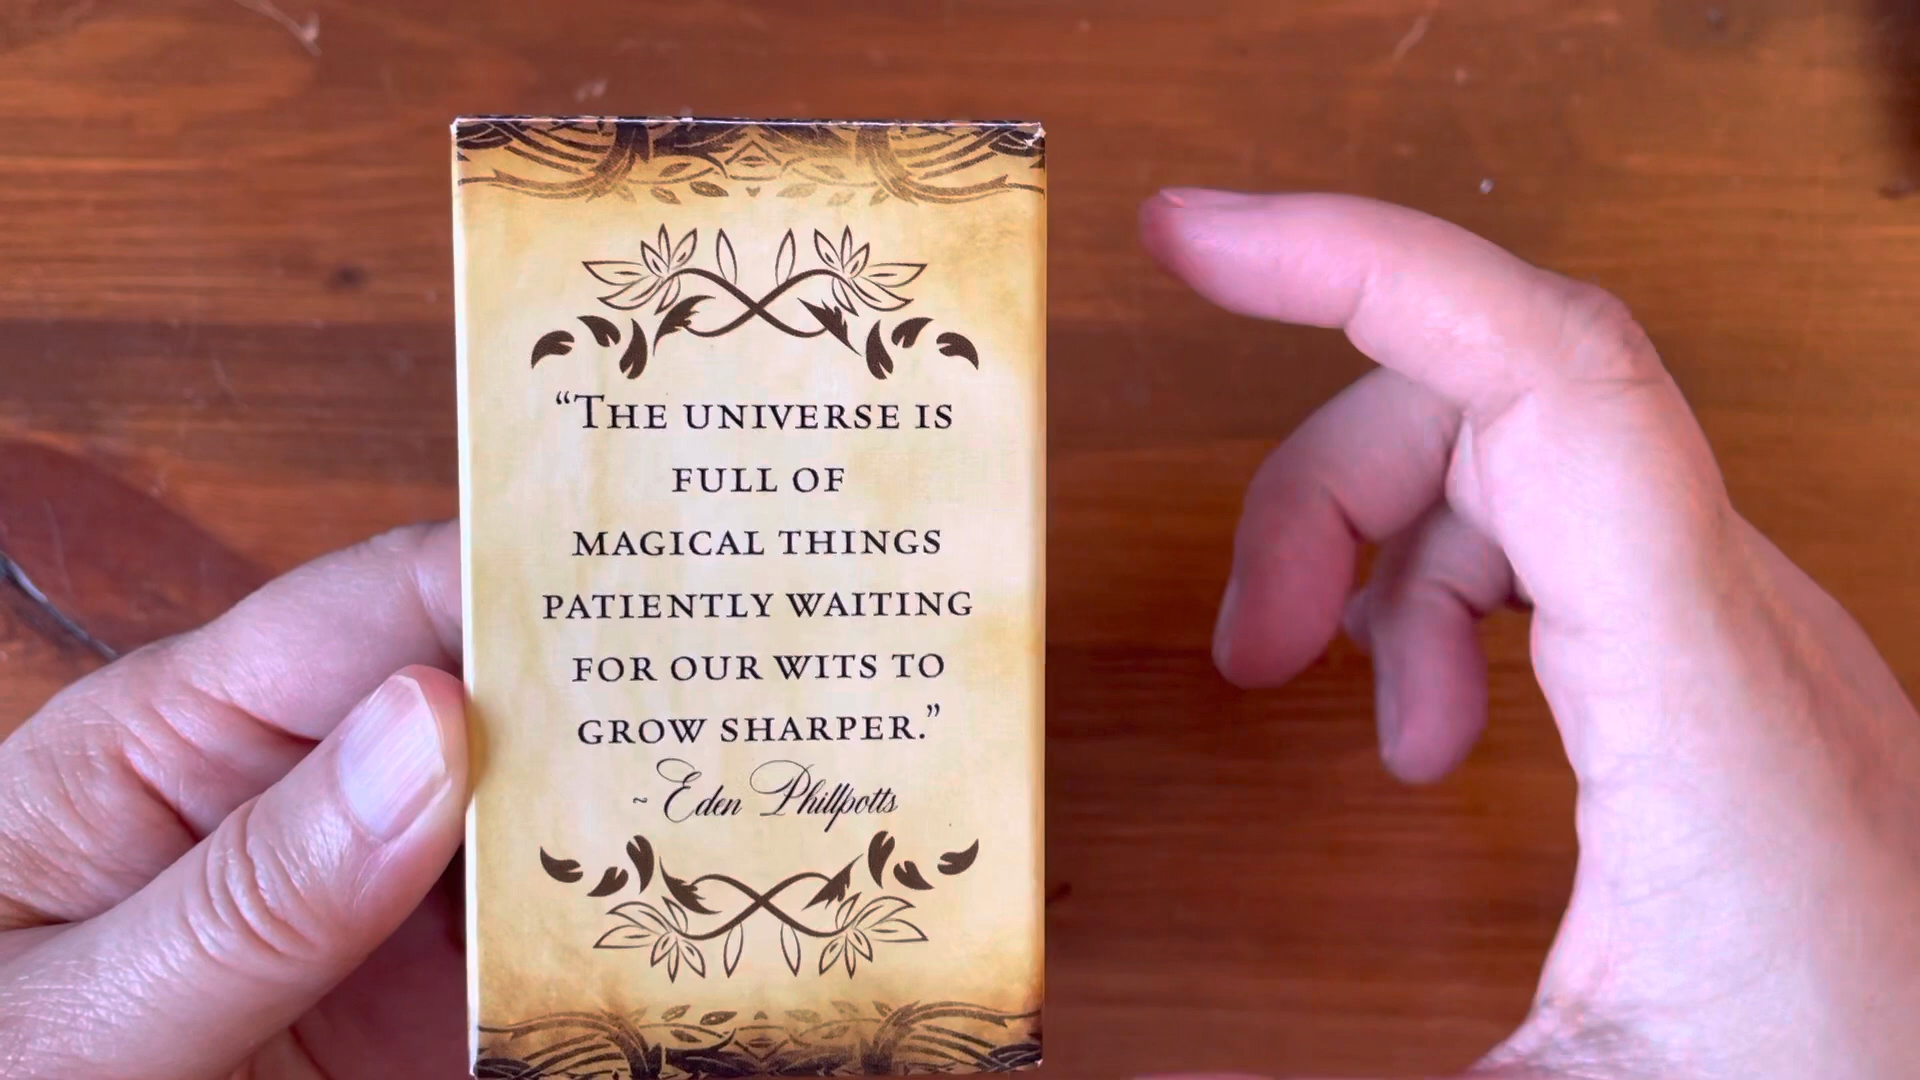 “THE UNIVERSE IS
FULL OF
MAGICAL THINGS
PATIENTLY WAITING
FOR OUR WITS TO
GROW SHARPER.”
~ Eden Phillpotts